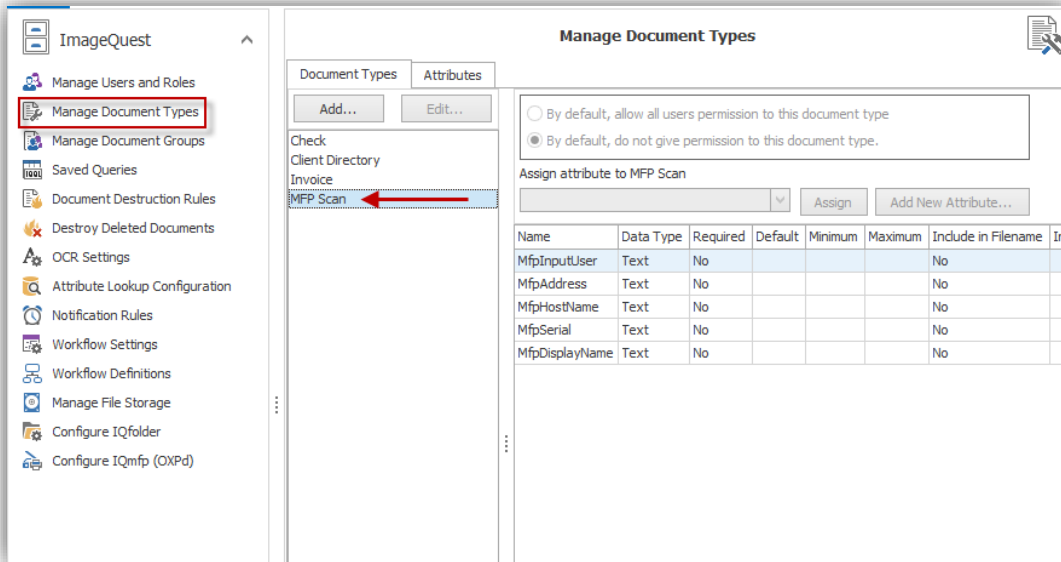 ImageQuest
Manage Users and Roles
Manage Document Types
Manage Document Groups
Saved Queries
Document Destruction Rules
Destroy Deleted Documents
OCR Settings
Attribute Lookup Configuration
Notification Rules
Workflow Settings
Workflow Definitions
Manage File Storage
Configure IQfolder
Configure IQmfp (OXPd)
Manage Document Types
Document Types Attributes
Add... Edit...
Check
Client Directory
Invoice
MFP Scan
By default, allow all users permission to this document type
By default, do not give permission to this document type.
Assign attribute to MFP Scan
Assign Add New Attribute...
Name Data Type Required Default Minimum Maximum Include in Filename
MfpInputUser Text No No
MfpAddress Text No No
MfpHostName Text No No
MfpSerial Text No No
MfpDisplayName Text No No